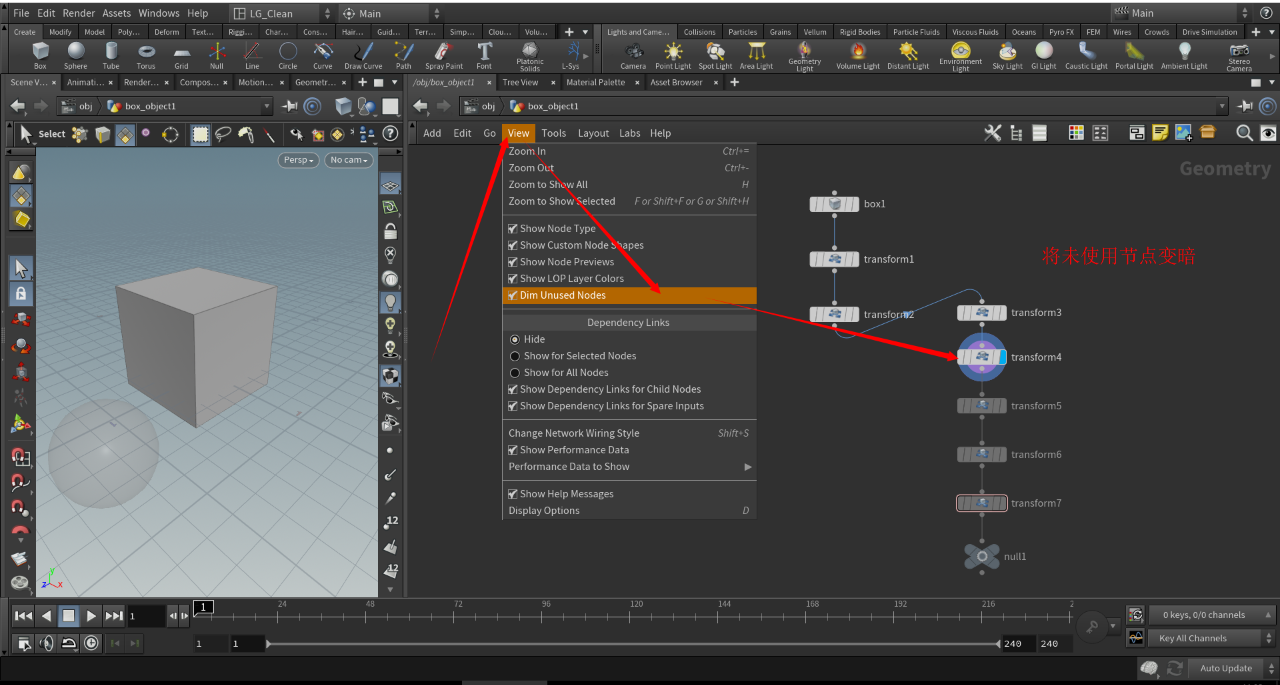 File Edit Render Assets Windows Help LG_Clean Main Main
Create Modify Model Poly... Deform Textu... Riggi... Char... Cons... Hair... Guid... Terr... Simp... Clou... Volu...
Lights and Came... Collisions Particles Grains Vellum Rigid Bodies Particle Fluids Viscous Fluids Oceans Pyro FX FEM Wires Crowds Drive Simulation
Box Sphere Tube Torus Grid Null Line Circle Curve Draw Curve Path Spray Paint Font Platonic Solids L-Sys
Camera Point Light Spot Light Area Light Geometry Light Volume Light Distant Light Environment Light Sky Light GI Light Caustic Light Portal Light Ambient Light Stereo Camera
Scene V... Animati... Render... Compos... Motion... Geometr...
/obj/box_object1 Tree View Material Palette Asset Browser
obj box_object1
obj box_object1
Select
Add Edit Go View Tools Layout Labs Help
Persp No cam
Zoom In Ctrl+=
Zoom Out Ctrl+-
Zoom to Show All H
Zoom to Show Selected F or Shift+F or G or Shift+H
Show Node Type
Show Custom Node Shapes
Show Node Previews
Show LOP Layer Colors
Dim Unused Nodes
Dependency Links
Hide
Show for Selected Nodes
Show for All Nodes
Show Dependency Links for Child Nodes
Show Dependency Links for Spare Inputs
Change Network Wiring Style Shift+S
Show Performance Data
Performance Data to Show
Show Help Messages
Display Options D
Geometry
box1
transform1
transform2
将未使用节点变暗
transform3
transform4
transform5
transform6
transform7
null1
12
12
z y x
1 1 24 48 72 96 120 144 168 192 216 2
0 keys, 0/0 channels
1 1 240 240
Key All Channels
Auto Update